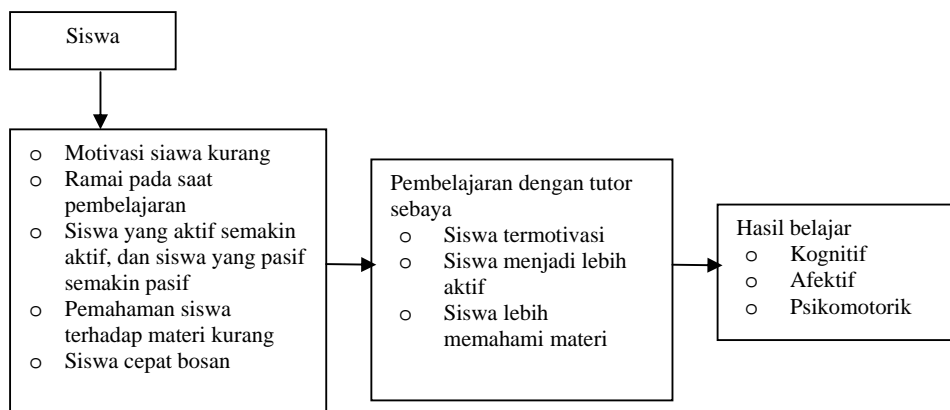 Siswa
o Motivasi siawa kurang
o Ramai pada saat
pembelajaran
o Siswa yang aktif semakin
aktif, dan siswa yang pasif
semakin pasif
o Pemahaman siswa
terhadap materi kurang
o Siswa cepat bosan
Pembelajaran dengan tutor
sebaya
o Siswa termotivasi
o Siswa menjadi lebih
aktif
o Siswa lebih
memahami materi
Hasil belajar
o Kognitif
o Afektif
o Psikomotorik